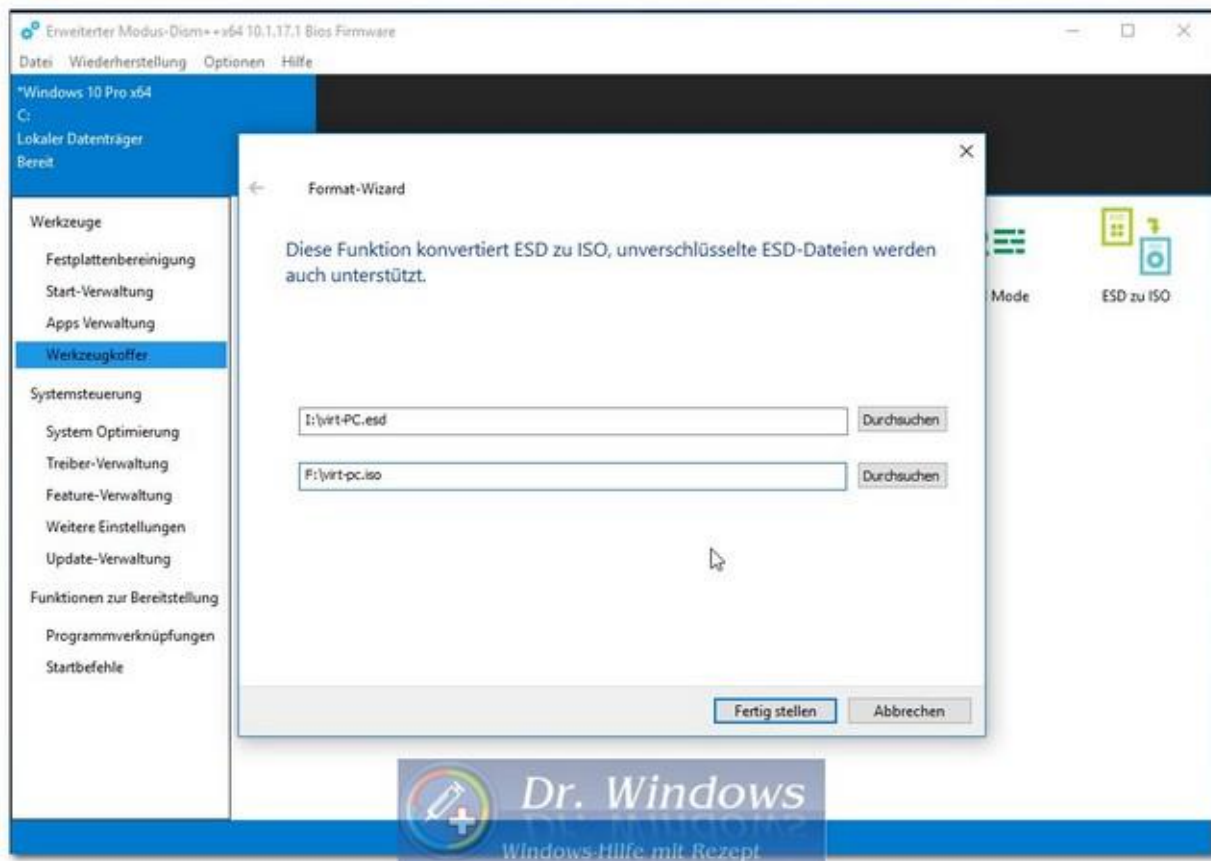 Erweiterter Modus-Dism++x64 10.1.17.1 Bios Firmware
Datei Wiederherstellung Optionen Hilfe
*Windows 10 Pro x64
C:
Lokaler Datenträger
Bereit
Format-Wizard
Diese Funktion konvertiert ESD zu ISO, unverschlüsselte ESD-Dateien werden
auch unterstützt.
I:\virt-PC.esd
Durchsuchen
F:\virt-pc.iso
Durchsuchen
Fertig stellen
Abbrechen
Werkzeuge
Festplattenbereinigung
Start-Verwaltung
Apps Verwaltung
Werkzeugkoffer
Systemsteuerung
System Optimierung
Treiber-Verwaltung
Feature-Verwaltung
Weitere Einstellungen
Update-Verwaltung
Funktionen zur Bereitstellung
Programmverknüpfungen
Startbefehle
Mode
ESD zu ISO
Dr. Windows
Windows-Hilfe mit Rezept